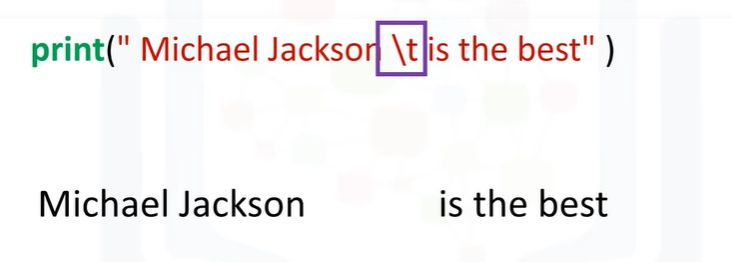 print(" Michael Jackson \t is the best" )
Michael Jackson is the best